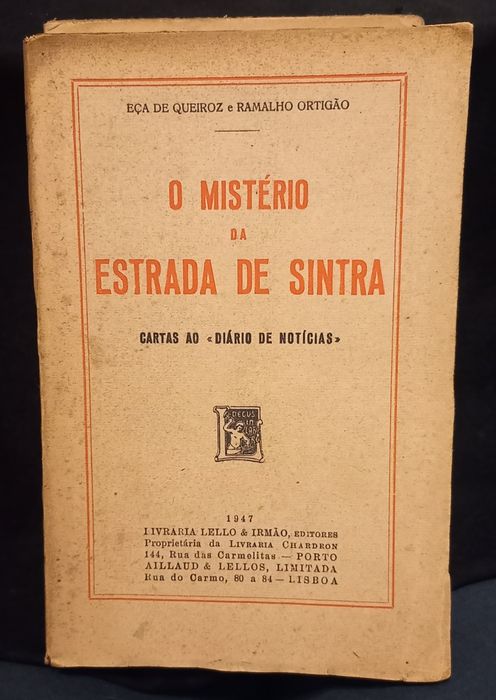 EÇA DE QUEIROZ e RAMALHO ORTIGÃO
O MISTÉRIO
DA
ESTRADA DE SINTRA
CARTAS AO «DIÁRIO DE NOTÍCIAS»
DECUS
IN
1947
LIVRARIA LELLO & IRMÃO, EDITORES
Proprietária da LIVRARIA CHARDRON
144, Rua das Carmelitas — PORTO
AILLAUD & LELLOS, LIMITADA
Rua do Carmo, 80 a 84 — LISBOA